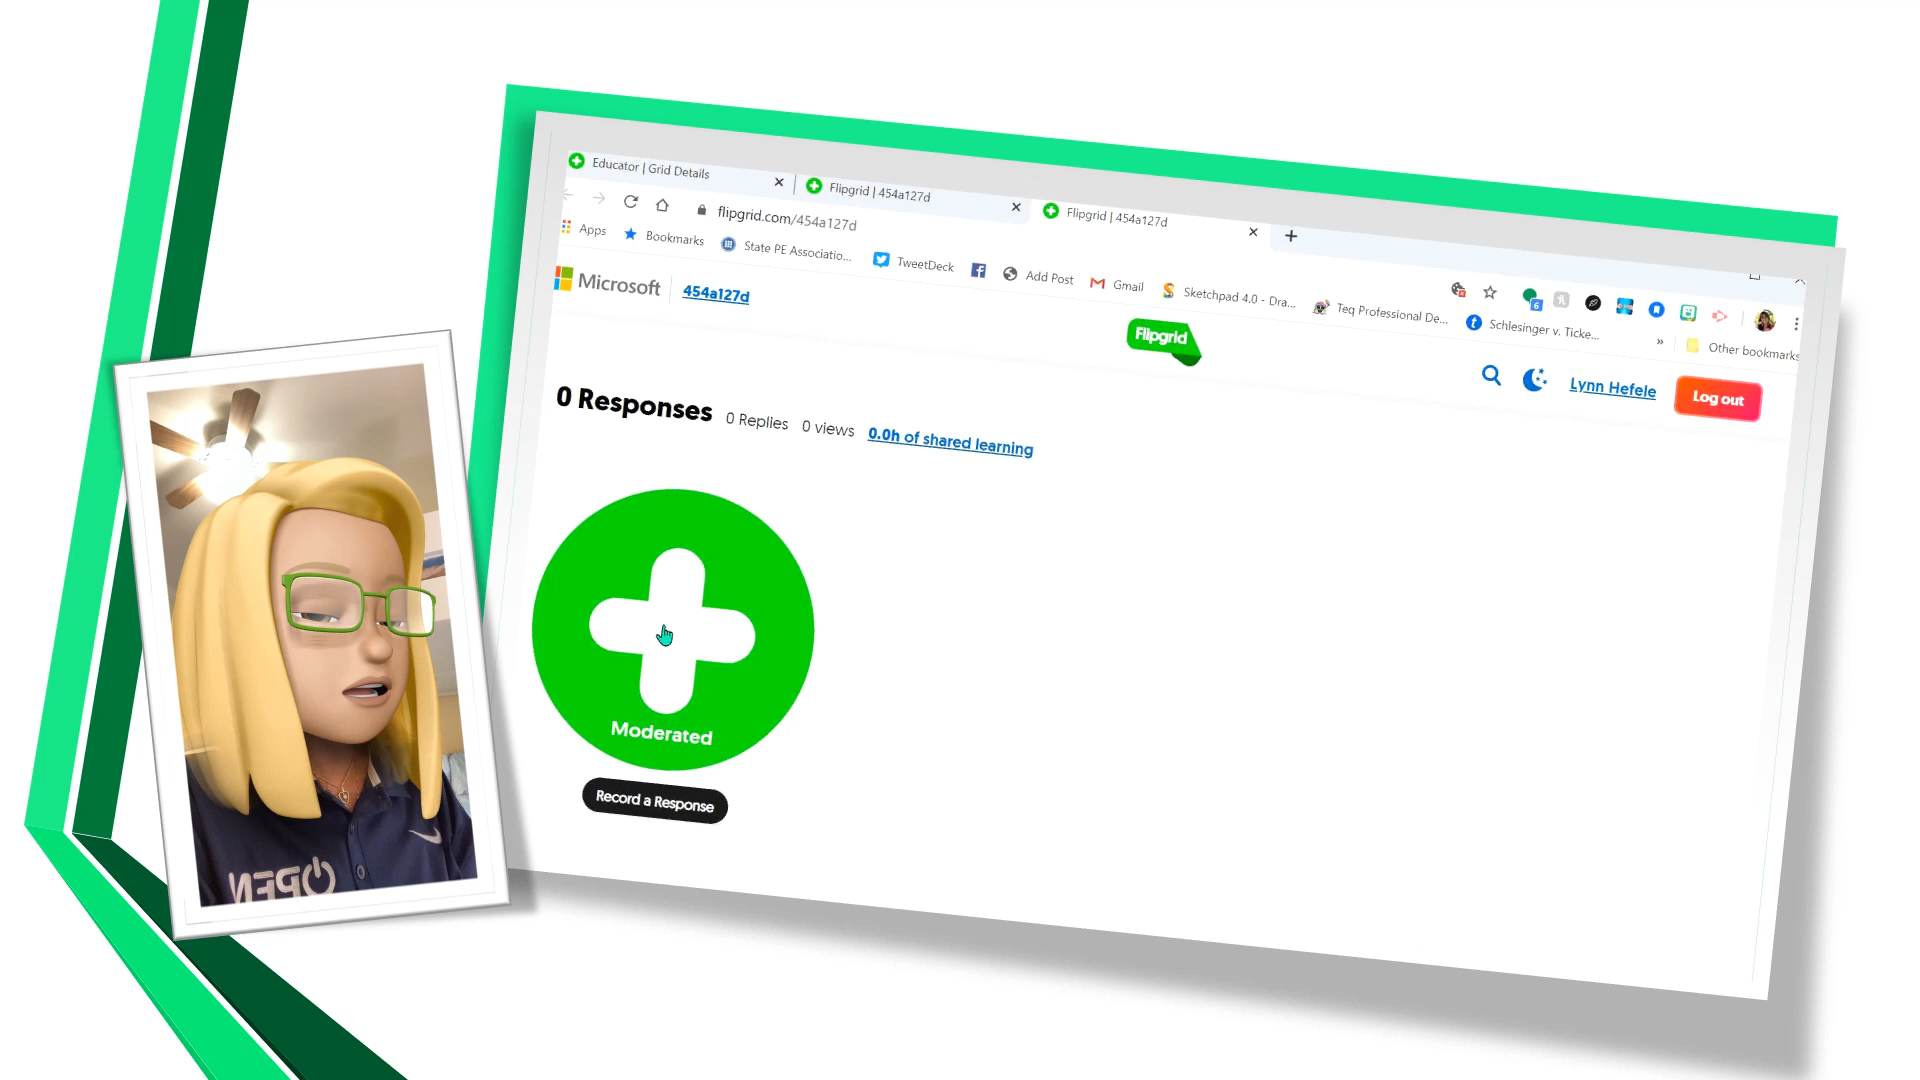 Educator | Grid Details
Flipgrid | 454a127d
Flipgrid | 454a127d
flipgrid.com/454a127d
Apps
Bookmarks
State PE Associatio...
TweetDeck
Add Post
Gmail
Sketchpad 4.0 - Dra...
Teq Professional De...
Schlesinger v. Ticke...
»
Other bookmarks
6
Microsoft
454a127d
Flipgrid
Lynn Hefele
Log out
0 Responses 0 Replies 0 views 0.0h of shared learning
Moderated
Record a Response
OPEN